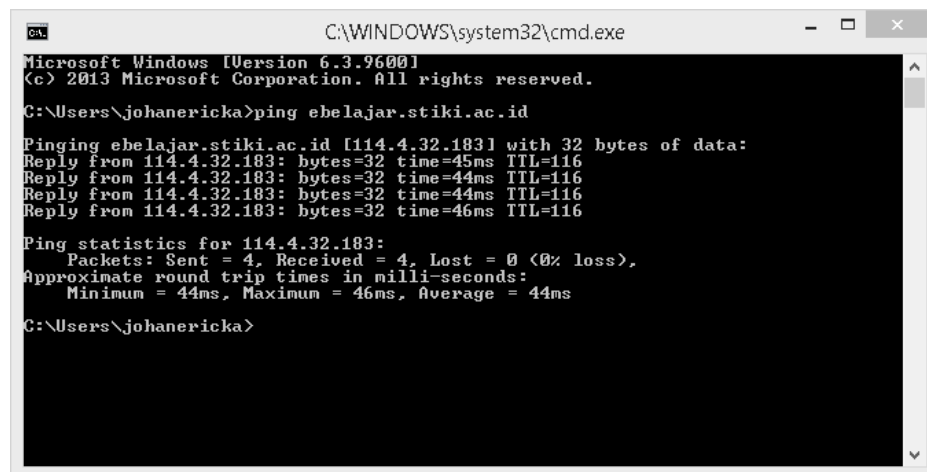 C:\WINDOWS\system32\cmd.exe
Microsoft Windows [Version 6.3.9600]
(c) 2013 Microsoft Corporation. All rights reserved.
C:\Users\johanericka>ping ebelajar.stiki.ac.id
Pinging ebelajar.stiki.ac.id [114.4.32.183] with 32 bytes of data:
Reply from 114.4.32.183: bytes=32 time=45ms TTL=116
Reply from 114.4.32.183: bytes=32 time=44ms TTL=116
Reply from 114.4.32.183: bytes=32 time=44ms TTL=116
Reply from 114.4.32.183: bytes=32 time=46ms TTL=116
Ping statistics for 114.4.32.183:
Packets: Sent = 4, Received = 4, Lost = 0 (0% loss),
Approximate round trip times in milli-seconds:
Minimum = 44ms, Maximum = 46ms, Average = 44ms
C:\Users\johanericka>